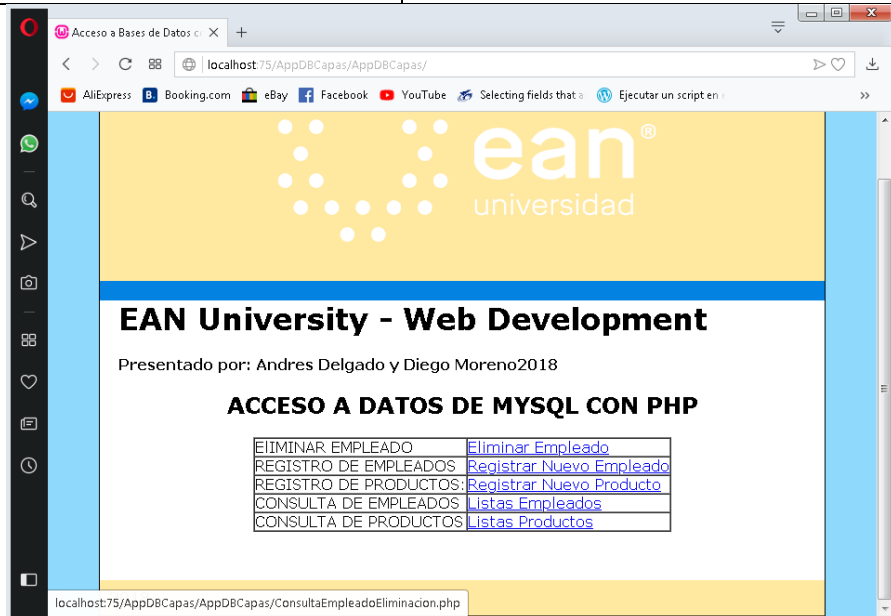 Acceso a Bases de Datos c
localhost:75/AppDBCapas/AppDBCapas/
AliExpress Booking.com eBay Facebook YouTube Selecting fields that a Ejecutar un script en
ean®
universidad
EAN University - Web Development
Presentado por: Andres Delgado y Diego Moreno2018
ACCESO A DATOS DE MYSQL CON PHP
ElIMINAR EMPLEADO Eliminar Empleado
REGISTRO DE EMPLEADOS Registrar Nuevo Empleado
REGISTRO DE PRODUCTOS: Registrar Nuevo Producto
CONSULTA DE EMPLEADOS Listas Empleados
CONSULTA DE PRODUCTOS Listas Productos
localhost:75/AppDBCapas/AppDBCapas/ConsultaEmpleadoEliminacion.php